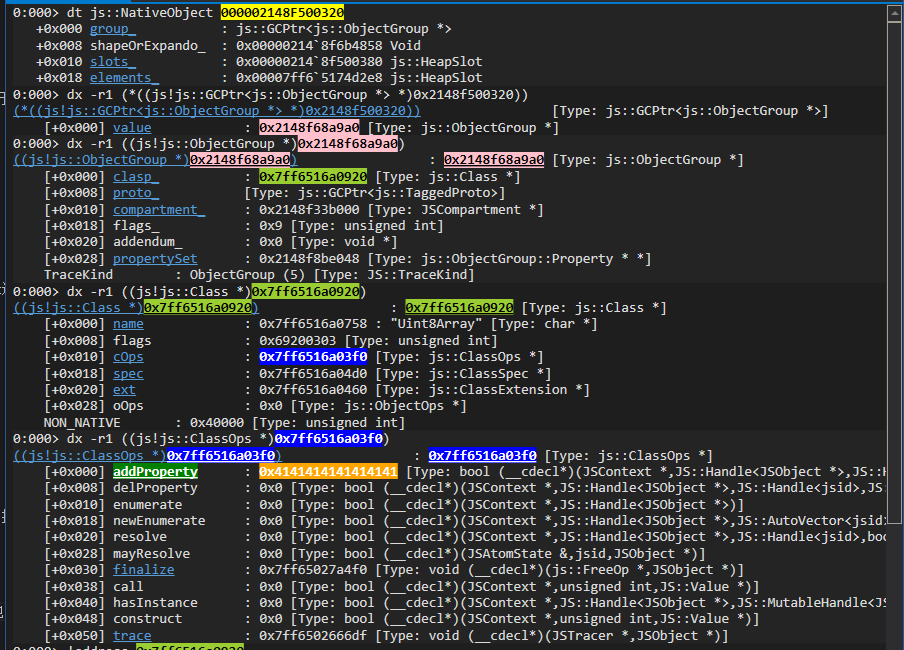 0:000> dt js::NativeObject 000002148F500320
+0x000 group_ : js::GCPtr<js::ObjectGroup *>
+0x008 shapeOrExpando_ : 0x00000214`8f6b4858 Void
+0x010 slots_ : 0x00000214`8f500380 js::HeapSlot
+0x018 elements_ : 0x00007ff6`5174d2e8 js::HeapSlot
0:000> dx -r1 (*((js!js::GCPtr<js::ObjectGroup *> *)0x2148f500320))
(*((js!js::GCPtr<js::ObjectGroup *> *)0x2148f500320)) [Type: js::GCPtr<js::ObjectGroup *>]
[+0x000] value : 0x2148f68a9a0 [Type: js::ObjectGroup *]
0:000> dx -r1 ((js!js::ObjectGroup *)0x2148f68a9a0)
((js!js::ObjectGroup *)0x2148f68a9a0) : 0x2148f68a9a0 [Type: js::ObjectGroup *]
[+0x000] clasp_ : 0x7ff6516a0920 [Type: js::Class *]
[+0x008] proto_ [Type: js::GCPtr<js::TaggedProto>]
[+0x010] compartment_ : 0x2148f33b000 [Type: JSCompartment *]
[+0x018] flags_ : 0x9 [Type: unsigned int]
[+0x020] addendum_ : 0x0 [Type: void *]
[+0x028] propertySet : 0x2148f8be048 [Type: js::ObjectGroup::Property * *]
TraceKind : ObjectGroup (5) [Type: JS::TraceKind]
0:000> dx -r1 ((js!js::Class *)0x7ff6516a0920)
((js!js::Class *)0x7ff6516a0920) : 0x7ff6516a0920 [Type: js::Class *]
[+0x000] name : 0x7ff6516a0758 : "Uint8Array" [Type: char *]
[+0x008] flags : 0x69200303 [Type: unsigned int]
[+0x010] cOps : 0x7ff6516a03f0 [Type: js::ClassOps *]
[+0x018] spec : 0x7ff6516a04d0 [Type: js::ClassSpec *]
[+0x020] ext : 0x7ff6516a0460 [Type: js::ClassExtension *]
[+0x028] oOps : 0x0 [Type: js::ObjectOps *]
NON_NATIVE : 0x40000 [Type: unsigned int]
0:000> dx -r1 ((js!js::ClassOps *)0x7ff6516a03f0)
((js!js::ClassOps *)0x7ff6516a03f0) : 0x7ff6516a03f0 [Type: js::ClassOps *]
[+0x000] addProperty : 0x4141414141414141 [Type: bool (__cdecl*)(JSContext *,JS::Handle<JSObject *>,JS::H
[+0x008] delProperty : 0x0 [Type: bool (__cdecl*)(JSContext *,JS::Handle<JSObject *>,JS::Handle<jsid>,JS:
[+0x010] enumerate : 0x0 [Type: bool (__cdecl*)(JSContext *,JS::Handle<JSObject *>)]
[+0x018] newEnumerate : 0x0 [Type: bool (__cdecl*)(JSContext *,JS::Handle<JSObject *>,JS::AutoVector<jsid>
[+0x020] resolve : 0x0 [Type: bool (__cdecl*)(JSContext *,JS::Handle<JSObject *>,JS::Handle<jsid>,boo
[+0x028] mayResolve : 0x0 [Type: bool (__cdecl*)(JSAtomState &,jsid,JSObject *)]
[+0x030] finalize : 0x7ff65027a4f0 [Type: void (__cdecl*)(js::FreeOp *,JSObject *)]
[+0x038] call : 0x0 [Type: bool (__cdecl*)(JSContext *,unsigned int,JS::Value *)]
[+0x040] hasInstance : 0x0 [Type: bool (__cdecl*)(JSContext *,JS::Handle<JSObject *>,JS::MutableHandle<JS
[+0x048] construct : 0x0 [Type: bool (__cdecl*)(JSContext *,unsigned int,JS::Value *)]
[+0x050] trace : 0x7ff6502666df [Type: void (__cdecl*)(JSTracer *,JSObject *)]
0:000> !address 0x7ff6516a0920